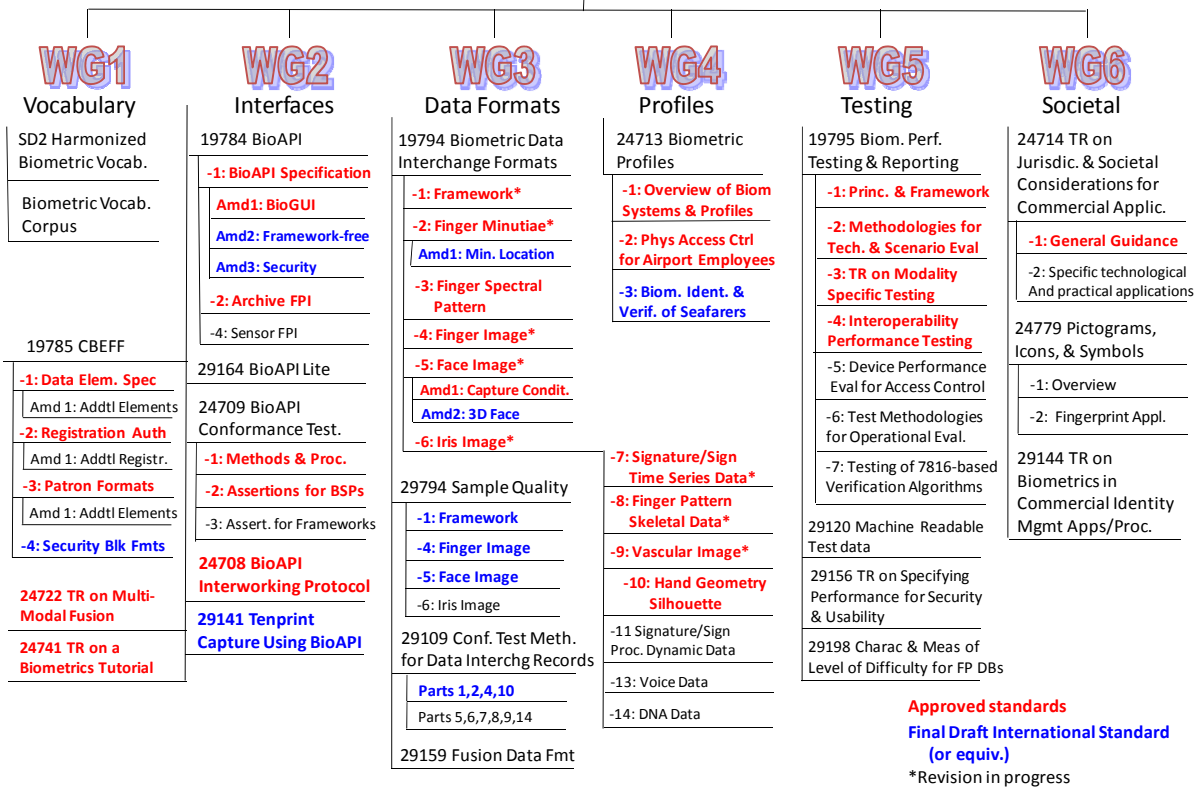 WG1
Vocabulary
SD2 Harmonized
Biometric Vocab.
Biometric Vocab.
Corpus
19785 CBEFF
-1: Data Elem. Spec
Amd 1: Addtl Elements
-2: Registration Auth
Amd 1: Addtl Registr.
-3: Patron Formats
Amd 1: Addtl Elements
-4: Security Blk Fmts
24722 TR on Multi-
Modal Fusion
24741 TR on a
Biometrics Tutorial
WG2
Interfaces
19784 BioAPI
-1: BioAPI Specification
Amd1: BioGUI
Amd2: Framework-free
Amd3: Security
-2: Archive FPI
-4: Sensor FPI
29164 BioAPI Lite
24709 BioAPI
Conformance Test.
-1: Methods & Proc.
-2: Assertions for BSPs
-3: Assert. for Frameworks
24708 BioAPI
Interworking Protocol
29141 Tenprint
Capture Using BioAPI
WG3
Data Formats
19794 Biometric Data
Interchange Formats
-1: Framework*
-2: Finger Minutiae*
Amd1: Min. Location
-3: Finger Spectral
Pattern
-4: Finger Image*
-5: Face Image*
Amd1: Capture Condit.
Amd2: 3D Face
-6: Iris Image*
29794 Sample Quality
-1: Framework
-4: Finger Image
-5: Face Image
-6: Iris Image
29109 Conf. Test Meth.
for Data Interchg Records
Parts 1,2,4,10
Parts 5,6,7,8,9,14
29159 Fusion Data Fmt
WG4
Profiles
24713 Biometric
Profiles
-1: Overview of Biom
Systems & Profiles
-2: Phys Access Ctrl
for Airport Employees
-3: Biom. Ident. &
Verif. of Seafarers
-7: Signature/Sign
Time Series Data*
-8: Finger Pattern
Skeletal Data*
-9: Vascular Image*
-10: Hand Geometry
Silhouette
-11 Signature/Sign
Proc. Dynamic Data
-13: Voice Data
-14: DNA Data
WG5
Testing
19795 Biom. Perf.
Testing & Reporting
-1: Princ. & Framework
-2: Methodologies for
Tech. & Scenario Eval
-3: TR on Modality
Specific Testing
-4: Interoperability
Performance Testing
-5: Device Performance
Eval for Access Control
-6: Test Methodologies
for Operational Eval.
-7: Testing of 7816-based
Verification Algorithms
29120 Machine Readable
Test data
29156 TR on Specifying
Performance for Security
& Usability
29198 Charac & Meas of
Level of Difficulty for FP DBs
WG6
Societal
24714 TR on
Jurisdic. & Societal
Considerations for
Commercial Applic.
-1: General Guidance
-2: Specific technological
And practical applications
24779 Pictograms,
Icons, & Symbols
-1: Overview
-2: Fingerprint Appl.
29144 TR on
Biometrics in
Commercial Identity
Mgmt Apps/Proc.
Approved standards
Final Draft International Standard
(or equiv.)
*Revision in progress